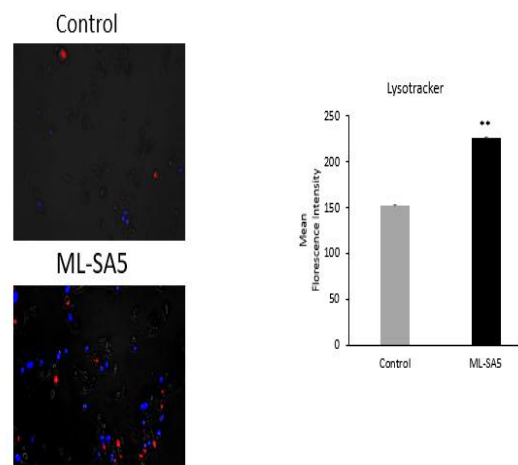 Control
ML-SA5
Lysotracker
Mean
Florescence Intensity
250
200
150
100
50
0
**
Control
ML-SA5